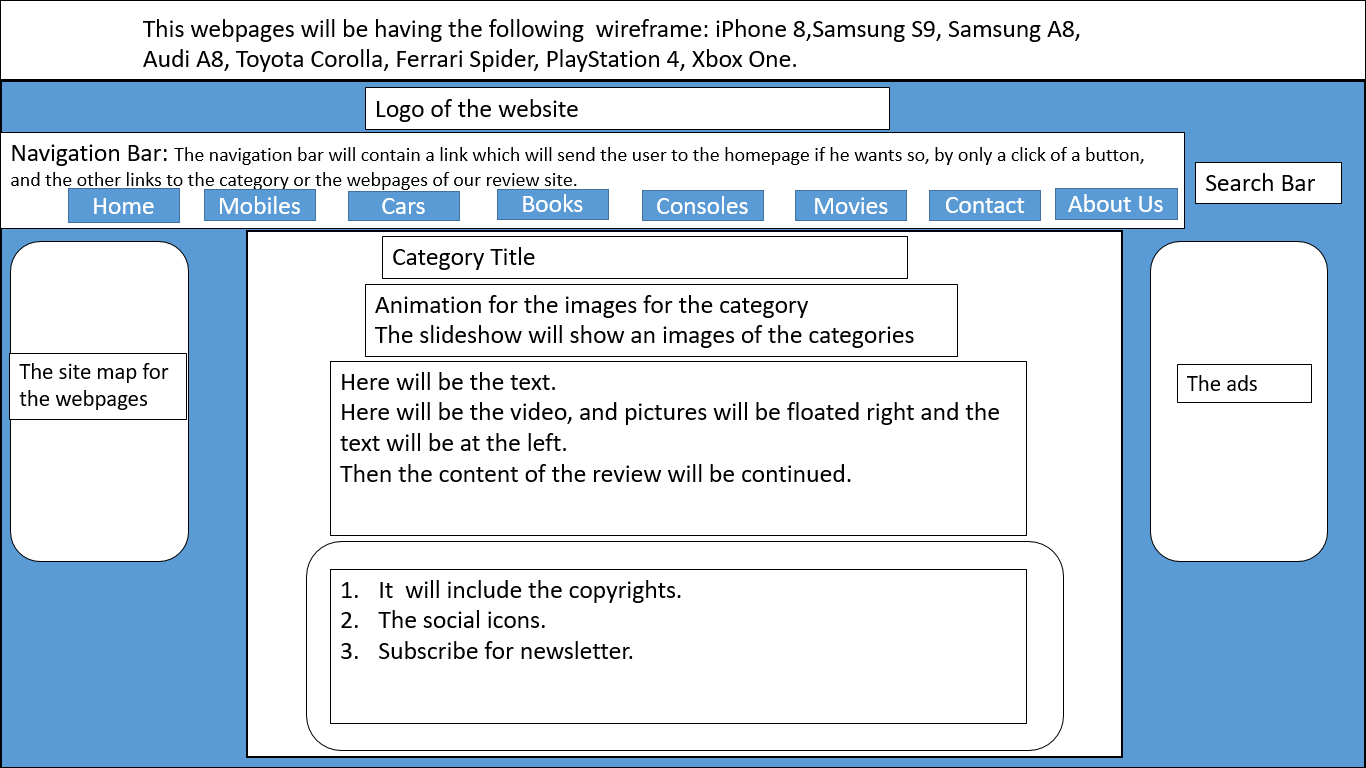 This webpages will be having the following  wireframe: iPhone 8,Samsung S9, Samsung A8,
Audi A8, Toyota Corolla, Ferrari Spider, PlayStation 4, Xbox One.
Logo of the website
Navigation Bar: The navigation bar will contain a link which will send the user to the homepage if he wants so, by only a click of a button,
and the other links to the category or the webpages of our review site.
Search Bar
Home Mobiles Cars Books Consoles Movies Contact About Us
Category Title
Animation for the images for the category
The slideshow will show an images of the categories
The site map for
the webpages
Here will be the text.
Here will be the video, and pictures will be floated right and the
text will be at the left.
Then the content of the review will be continued.
The ads
1. It  will include the copyrights.
2. The social icons.
3. Subscribe for newsletter.